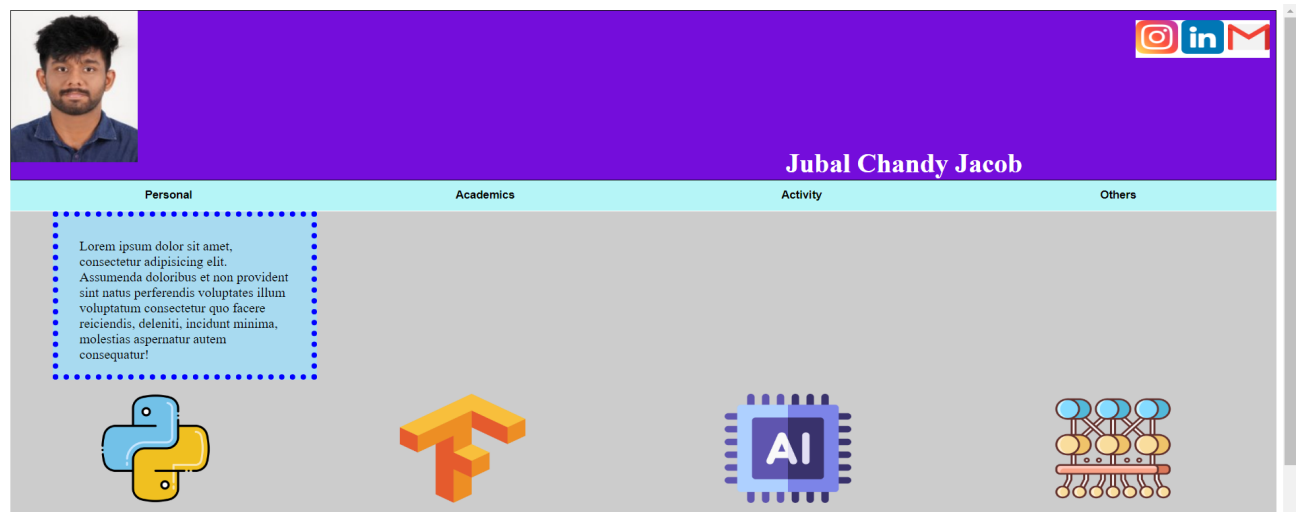 in
Jubal Chandy Jacob
Personal Academics Activity Others
Lorem ipsum dolor sit amet,
consectetur adipisicing elit.
Assumenda doloribus et non provident
sint natus perferendis voluptates illum
voluptatum consectetur quo facere
reiciendis, deleniti, incidunt minima,
molestias aspernatur autem
consequatur!
AI